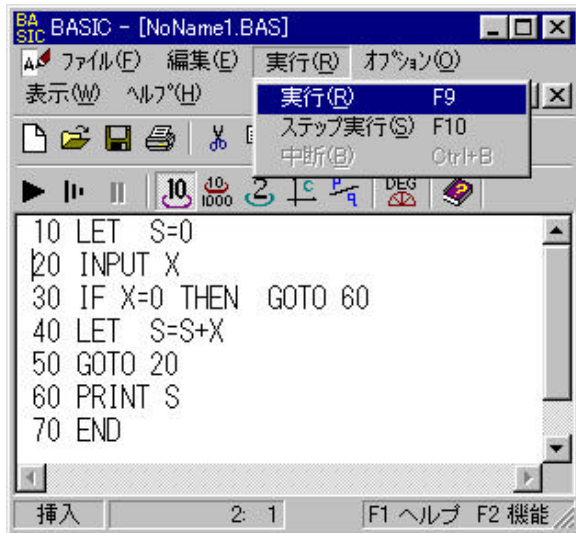 BASIC - [NoName1.BAS]
ファイル(F) 編集(E) 実行(R) オプション(O)
表示(W) ヘルプ(H)
実行(R) F9
ステップ実行(S) F10
中断(B) Ctrl+B
10 10 1000 2 C P q DEG
10 LET S=0
20 INPUT X
30 IF X=0 THEN GOTO 60
40 LET S=S+X
50 GOTO 20
60 PRINT S
70 END
挿入 2: 1 F1 ヘルプ F2 機能